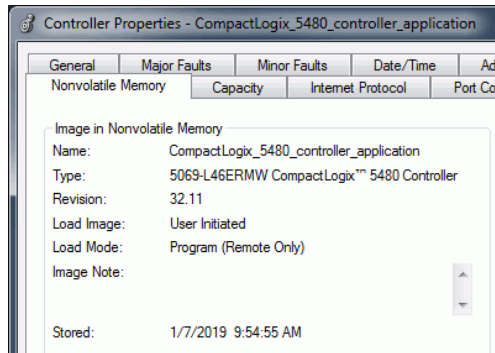 Controller Properties - CompactLogix_5480_controller_application
General Major Faults Minor Faults Date/Time Ad
Nonvolatile Memory Capacity Internet Protocol Port Co
Image in Nonvolatile Memory
Name: CompactLogix_5480_controller_application
Type: 5069-L46ERMW CompactLogix™ 5480 Controller
Revision: 32.11
Load Image: User Initiated
Load Mode: Program (Remote Only)
Image Note:
Stored: 1/7/2019 9:54:55 AM